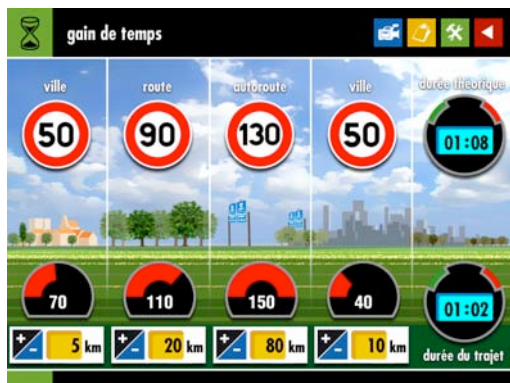 gain de temps
ville route autoroute ville durée théorique
50 90 130 50 01:08
70 110 150 40 01:02
+- 5 km +- 20 km +- 80 km +- 10 km
durée du trajet